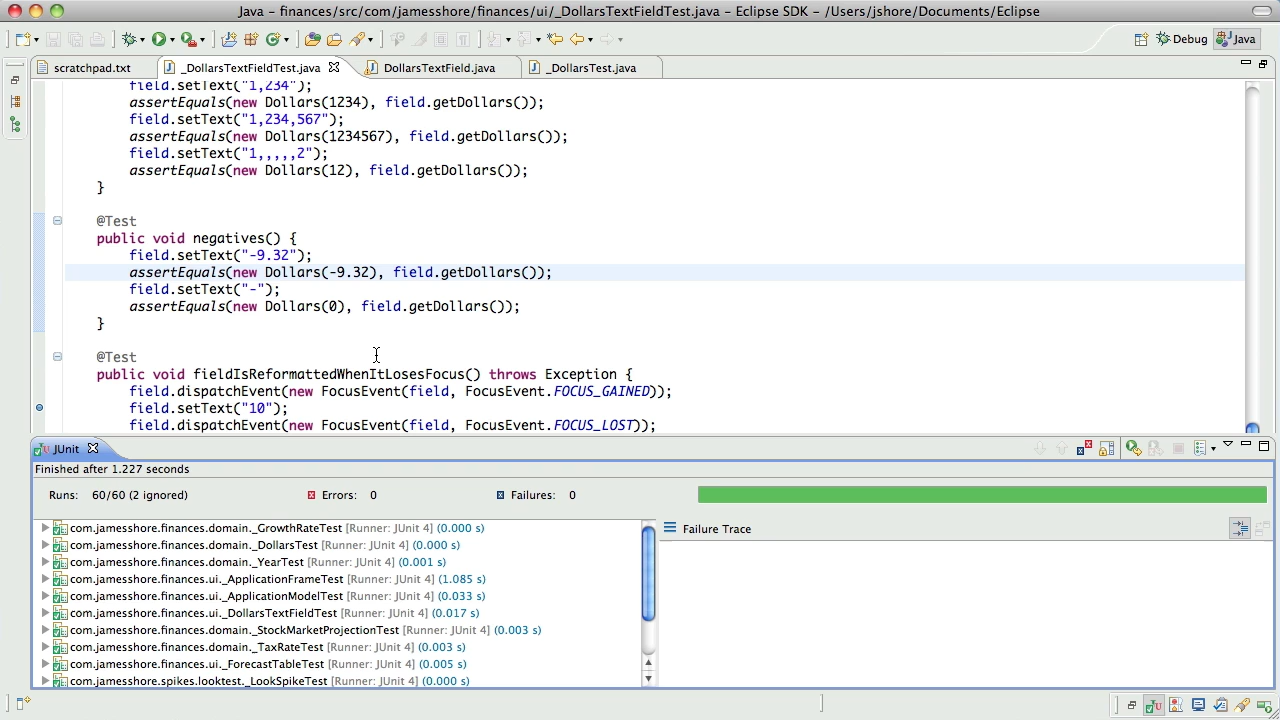 Java – finances/src/com/jamesshore/finances/ui/_DollarsTextFieldTest.java – Eclipse SDK – /Users/jshore/Documents/Eclipse
Debug Java
scratchpad.txt _DollarsTextFieldTest.java DollarsTextField.java _DollarsTest.java
field.setText("1,234");
assertEquals(new Dollars(1234), field.getDollars());
field.setText("1,234,567");
assertEquals(new Dollars(1234567), field.getDollars());
field.setText("1,,,,,2");
assertEquals(new Dollars(12), field.getDollars());
}
@Test
public void negatives() {
field.setText("-9.32");
assertEquals(new Dollars(-9.32), field.getDollars());
field.setText("-");
assertEquals(new Dollars(0), field.getDollars());
}
@Test
public void fieldIsReformattedWhenItLosesFocus() throws Exception {
field.dispatchEvent(new FocusEvent(field, FocusEvent.FOCUS_GAINED));
field.setText("10");
field.dispatchEvent(new FocusEvent(field, FocusEvent.FOCUS_LOST));
JUnit
Finished after 1.227 seconds
Runs: 60/60 (2 ignored) Errors: 0 Failures: 0
com.jamesshore.finances.domain._GrowthRateTest [Runner: JUnit 4] (0.000 s)
com.jamesshore.finances.domain._DollarsTest [Runner: JUnit 4] (0.000 s)
com.jamesshore.finances.domain._YearTest [Runner: JUnit 4] (0.001 s)
com.jamesshore.finances.ui._ApplicationFrameTest [Runner: JUnit 4] (1.085 s)
com.jamesshore.finances.ui._ApplicationModelTest [Runner: JUnit 4] (0.033 s)
com.jamesshore.finances.ui._DollarsTextFieldTest [Runner: JUnit 4] (0.017 s)
com.jamesshore.finances.domain._StockMarketProjectionTest [Runner: JUnit 4] (0.003 s)
com.jamesshore.finances.domain._TaxRateTest [Runner: JUnit 4] (0.003 s)
com.jamesshore.finances.ui._ForecastTableTest [Runner: JUnit 4] (0.005 s)
com.jamesshore.spikes.looktest._LookSpikeTest [Runner: JUnit 4] (0.000 s)
Failure Trace